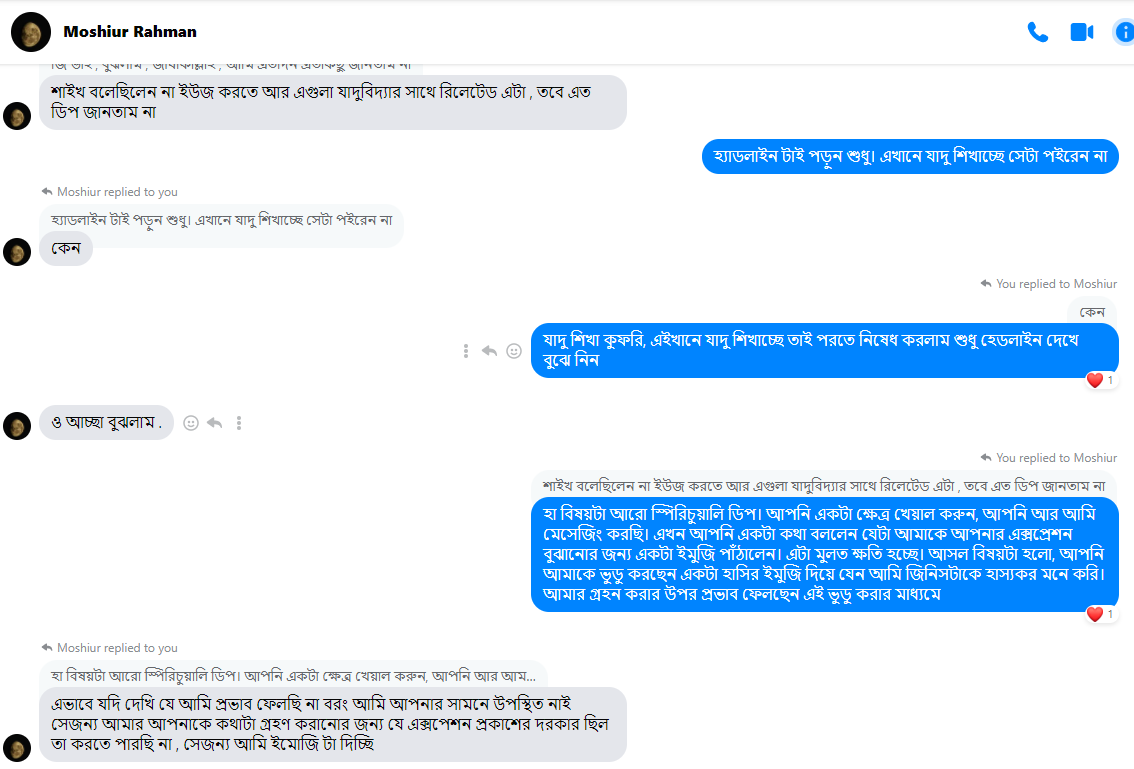 Moshiur Rahman
জি ভাই , বুঝলাম , জাযাকাল্লাহ , আমি এতদিন এতকিছু জানতাম না
শাইখ বলেছিলেন না ইউজ করতে আর এগুলা যাদুবিদ্যার সাথে রিলেটেড এটা , তবে এত
ডিপ জানতাম না
হ্যাডলাইন টাই পড়ুন শুধু। এখানে যাদু শিখাচ্ছে সেটা পইরেন না
Moshiur replied to you
হ্যাডলাইন টাই পড়ুন শুধু। এখানে যাদু শিখাচ্ছে সেটা পইরেন না
কেন
You replied to Moshiur
কেন
যাদু শিখা কুফরি, এইখানে যাদু শিখাচ্ছে তাই পরতে নিষেধ করলাম শুধু হেডলাইন দেখে
বুঝে নিন
1
ও আচ্ছা বুঝলাম .
You replied to Moshiur
শাইখ বলেছিলেন না ইউজ করতে আর এগুলা যাদুবিদ্যার সাথে রিলেটেড এটা , তবে এত ডিপ জানতাম না
হা বিষয়টা আরো স্পিরিচুয়ালি ডিপ। আপনি একটা ক্ষেত্র খেয়াল করুন, আপনি আর আমি
মেসেজিং করছি। এখন আপনি একটা কথা বললেন যেটা আমাকে আপনার এক্সপ্রেশন
বুঝানোর জন্য একটা ইমুজি পাঁঠালেন। এটা মুলত ক্ষতি হচ্ছে। আসল বিষয়টা হলো, আপনি
আমাকে ভুডু করছেন একটা হাসির ইমুজি দিয়ে যেন আমি জিনিসটাকে হাস্যকর মনে করি।
আমার গ্রহন করার উপর প্রভাব ফেলছেন এই ভুডু করার মাধ্যমে
1
Moshiur replied to you
হা বিষয়টা আরো স্পিরিচুয়ালি ডিপ। আপনি একটা ক্ষেত্র খেয়াল করুন, আপনি আর আম...
এভাবে যদি দেখি যে আমি প্রভাব ফেলছি না বরং আমি আপনার সামনে উপস্থিত নাই
সেজন্য আমার আপনাকে কথাটা গ্রহণ করানোর জন্য যে এক্সপেশন প্রকাশের দরকার ছিল
তা করতে পারছি না , সেজন্য আমি ইমোজি টা দিচ্ছি